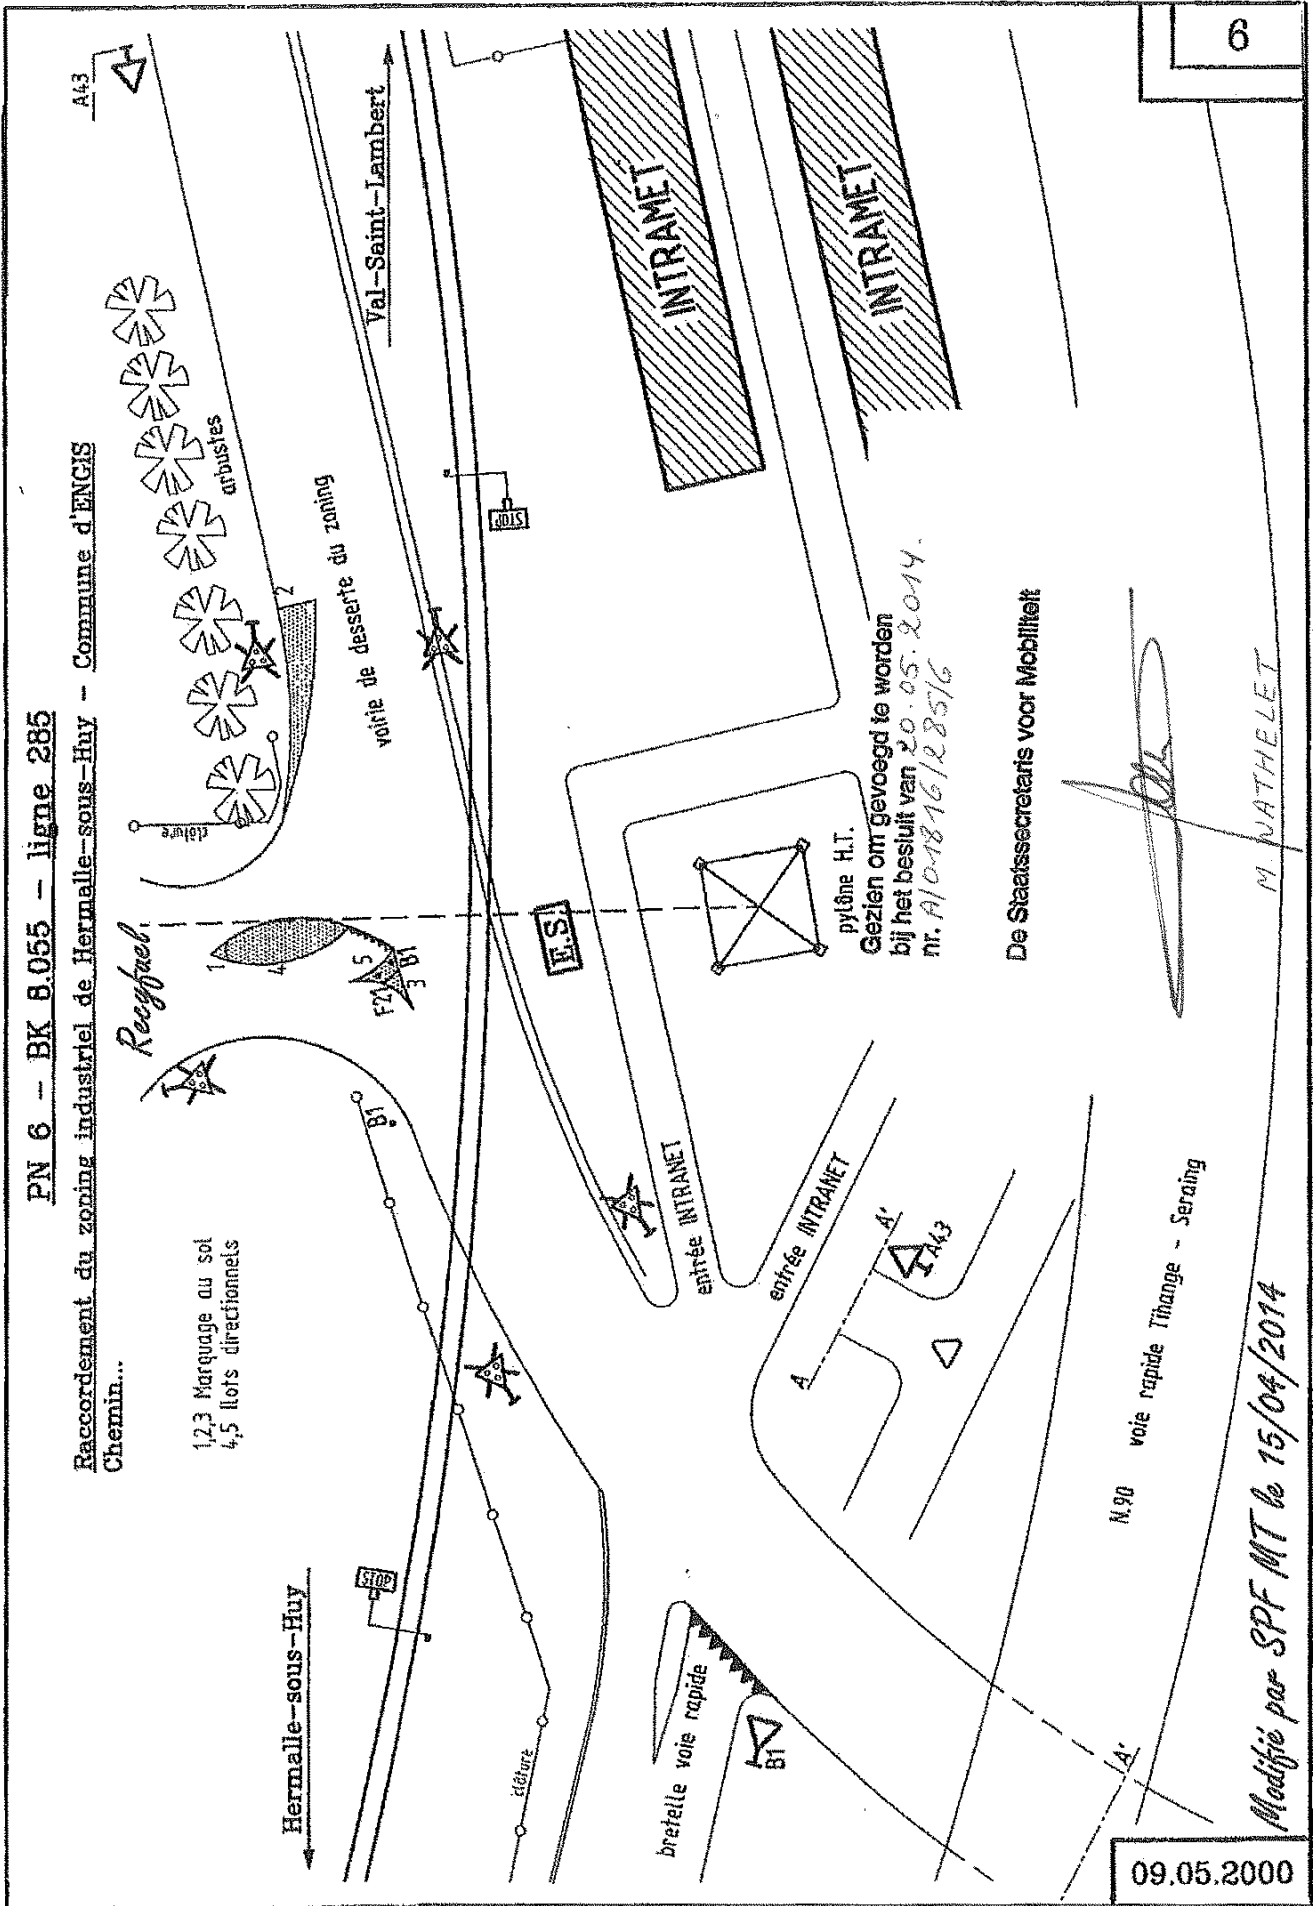 PN 6 - BK 8.055 - ligne 285
Raccordement du zoning industriel de Hermalle-sous-Huy - Commune d'ENGIS
Chemin...
A43
1,2,3 Marquage au sol
4,5 Ilots directionnels
Recyfuel
clôture
arbustes
1
4
5
F21
B1
3
2
B1
voirie de desserte du zoning
Hermalle-sous-Huy
Val-Saint-Lambert
STOP
STOP
clôture
E.S.
INTRAMET
INTRAMET
entrée INTRANET
entrée INTRANET
pylône H.T.
bretelle voie rapide
B1
A
A'
A43
Gezien om gevoegd te worden
bij het besluit van 20.05.2014.
nr. A/01816/285/6
De Staatssecretaris voor Mobiliteit
M. WATHELET
N.90 voie rapide Tihange - Seraing
A'
Modifié par SPF MT le 15/04/2014
09.05.2000
6